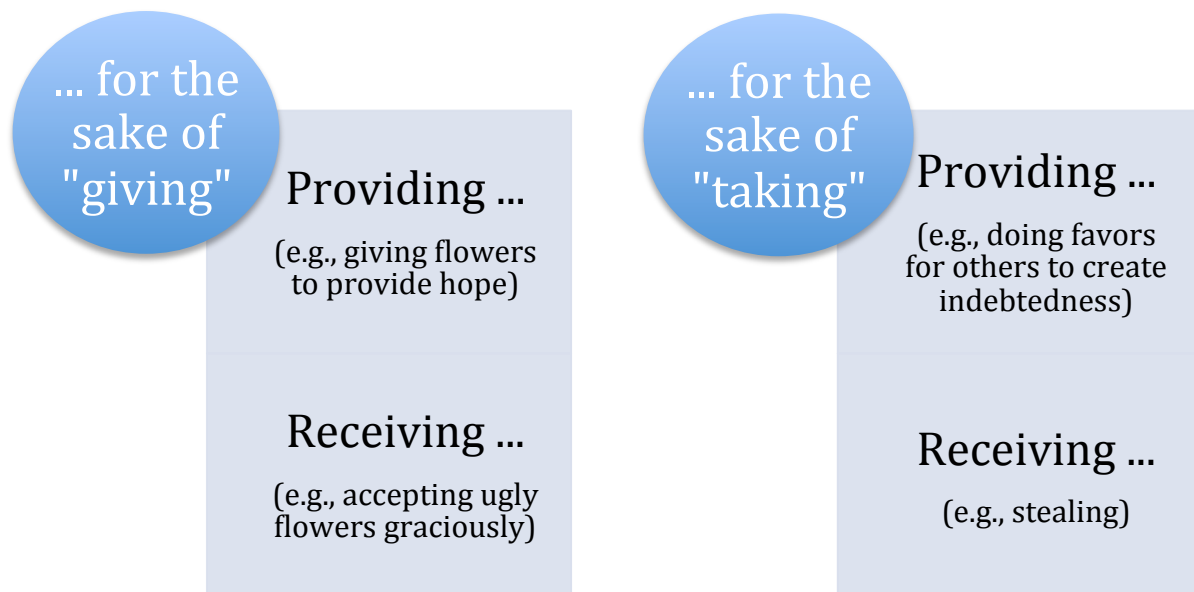 ... for the
sake of
"giving"
Providing ...
(e.g., giving flowers
to provide hope)
Receiving ...
(e.g., accepting ugly
flowers graciously)
... for the
sake of
"taking"
Providing ...
(e.g., doing favors
for others to create
indebtedness)
Receiving ...
(e.g., stealing)